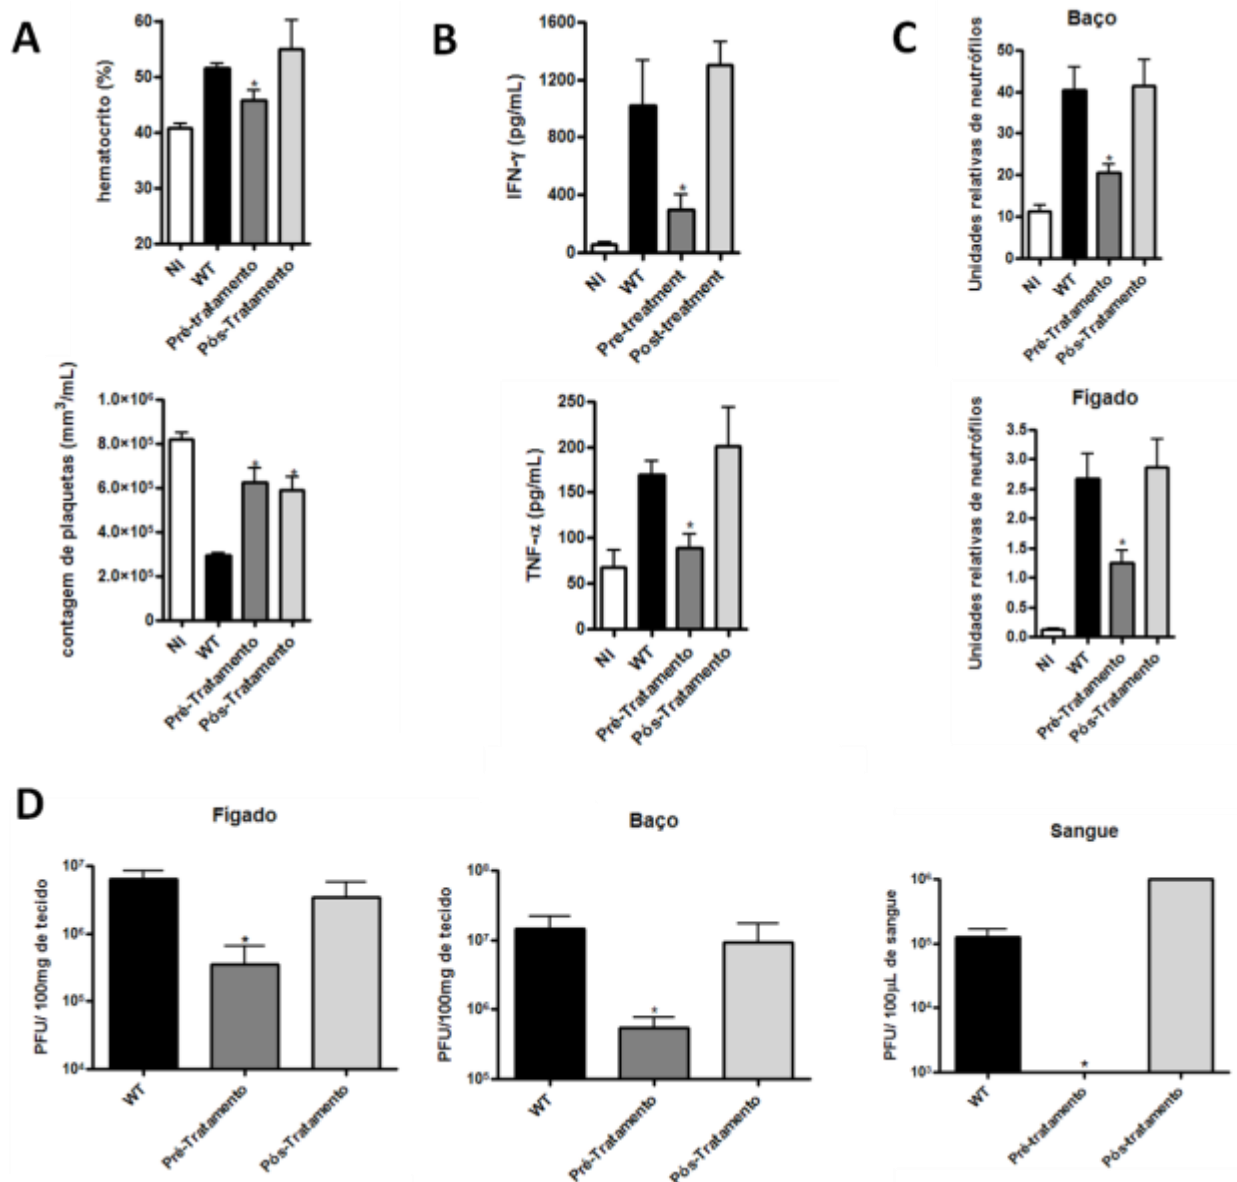 A
hematocrito (%)
60
50
40
30
20
NI
WT
Pré-tratamento
Pós-Tratamento
*
contagem de plaquetas (mm³/mL)
1.0×10⁶
8.0×10⁵
6.0×10⁵
4.0×10⁵
2.0×10⁵
0
NI
WT
Pré-Tratamento
Pós-Tratamento
*
*
B
IFN-γ (pg/mL)
1600
1200
800
400
0
NI
WT
Pre-treatment
Post-treatment
*
TNF-α (pg/mL)
250
200
150
100
50
0
NI
WT
Pré-Tratamento
Pós-Tratamento
*
C
Baço
Unidades relativas de neutrófilos
50
40
30
20
10
0
NI
WT
Pré-Tratamento
Pós-Tratamento
*
Fígado
Unidades relativas de neutrófilos
3.5
3.0
2.5
2.0
1.5
1.0
0.5
0.0
NI
WT
Pré-Tratamento
Pós-Tratamento
*
D
Fígado
PFU/ 100mg de tecido
10⁷
10⁶
10⁵
10⁴
WT
Pré-Tratamento
Pós-Tratamento
*
Baço
PFU/100mg de tecido
10⁸
10⁷
10⁶
10⁵
WT
Pré-Tratamento
Pós-Tratamento
*
Sangue
PFU/ 100µL de sangue
10⁶
10⁵
10⁴
10³
WT
Pré-tratamento
Pós-tratamento
*